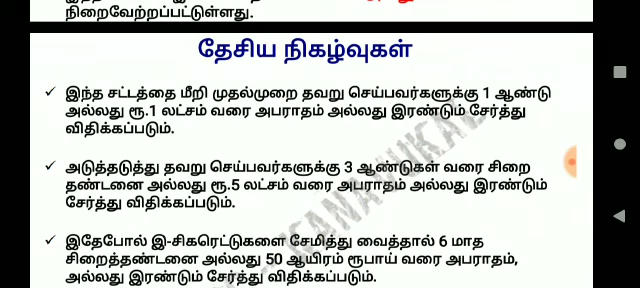 நிறைவேற்றப்பட்டுள்ளது.
தேசிய நிகழ்வுகள்
✓ இந்த சட்டத்தை மீறி முதல்முறை தவறு செய்பவர்களுக்கு 1 ஆண்டு
அல்லது ரூ.1 லட்சம் வரை அபராதம் அல்லது இரண்டும் சேர்த்து
விதிக்கப்படும்.
✓ அடுத்தடுத்து தவறு செய்பவர்களுக்கு 3 ஆண்டுகள் வரை சிறை
தண்டனை அல்லது ரூ.5 லட்சம் வரை அபராதம் அல்லது இரண்டும்
சேர்த்து விதிக்கப்படும்.
✓ இதேபோல் இ-சிகரெட்டுகளை சேமித்து வைத்தால் 6 மாத
சிறைத்தண்டனை அல்லது 50 ஆயிரம் ரூபாய் வரை அபராதம்,
அல்லது இரண்டும் சேர்த்து விதிக்கப்படும்.